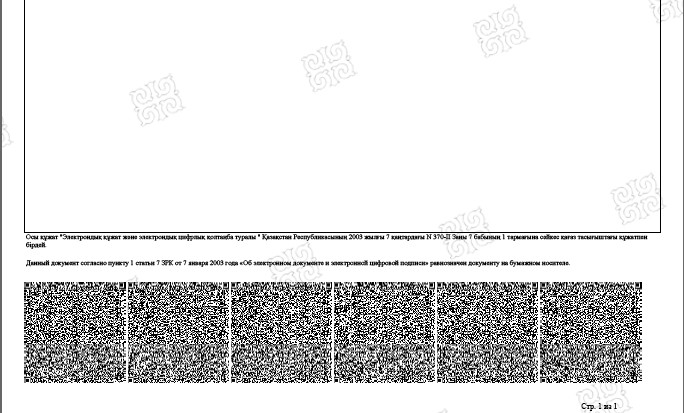 Осы құжат "Электрондық құжат және электрондық цифрлық қолтаңба туралы " Қазақстан Республикасының 2003 жылғы 7 қаңтардағы N 370-II Заңы 7 бабының 1 тармағына сәйкес қағаз тасығыштағы құжатпен
бірдей.
Данный документ согласно пункту 1 статьи 7 ЗРК от 7 января 2003 года «Об электронном документе и электронной цифровой подписи» равнозначен документу на бумажном носителе.
Стр. 1 из 1